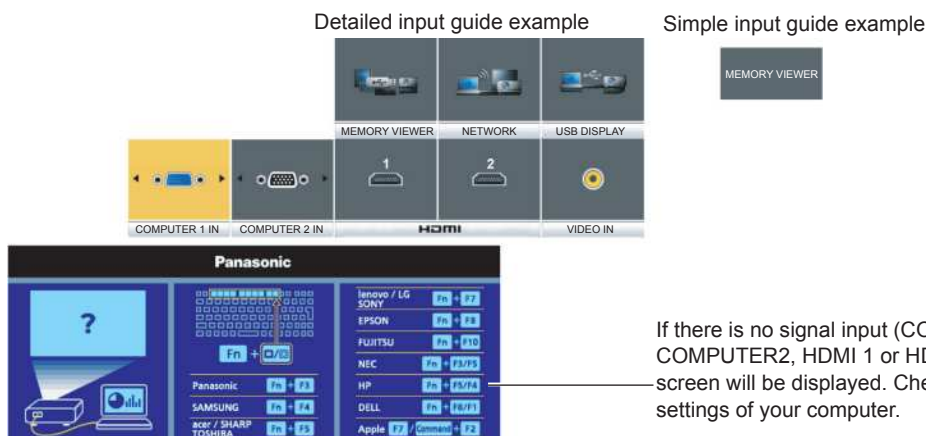 Detailed input guide example
Simple input guide example
MEMORY VIEWER
MEMORY VIEWER NETWORK USB DISPLAY
1 2
COMPUTER 1 IN COMPUTER 2 IN HDMI VIDEO IN
Panasonic
?
Fn +
Panasonic Fn + F3
SAMSUNG Fn + F4
acer / SHARP
TOSHIBA Fn + F5
lenovo / LG
SONY Fn + F7
EPSON Fn + F8
FUJITSU Fn + F10
NEC Fn + F3/F5
HP Fn + F5/F4
DELL Fn + F8/F1
Apple F7 / Command + F2
If there is no signal input (CO
COMPUTER2, HDMI 1 or HD
screen will be displayed. Che
settings of your computer.